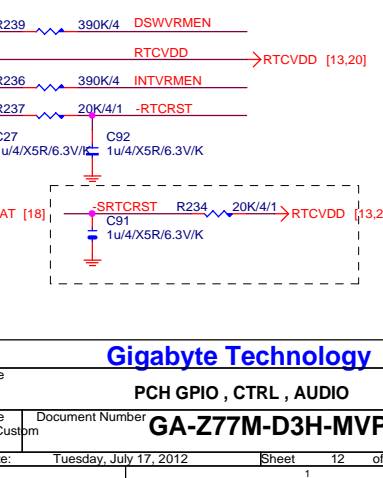 R239 390K/4 DSWVRMEN
RTCVDD RTCVDD [13,20]
R236 390K/4 INTVRMEN
R237 20K/4/1 -RTCRST
C27 C92
1u/4/X5R/6.3V/K 1u/4/X5R/6.3V/K
AT [18] -SRTCRST R234 20K/4/1 RTCVDD [13,2
C91
1u/4/X5R/6.3V/K
Gigabyte Technology
e
PCH GPIO , CTRL , AUDIO
e Document Number GA-Z77M-D3H-MVP
Custom
te: Tuesday, July 17, 2012 Sheet 12 of
1